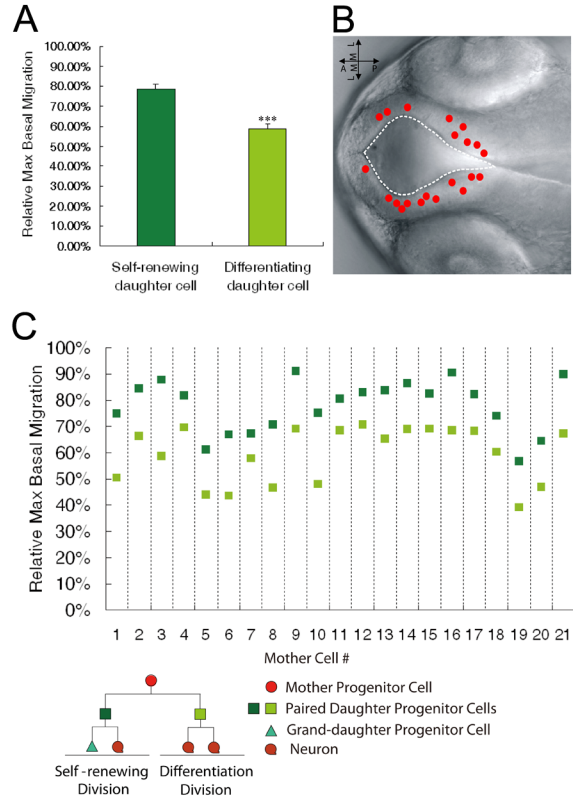 A
Relative Max Basal Migration
100.00%
90.00%
80.00%
70.00%
60.00%
50.00%
40.00%
30.00%
20.00%
10.00%
0.00%
***
Self-renewing
daughter cell
Differentiating
daughter cell
B
L
M
A P
M
L
C
Relative Max Basal Migration
100%
90%
80%
70%
60%
50%
40%
30%
20%
10%
0%
1 2 3 4 5 6 7 8 9 10 11 12 13 14 15 16 17 18 19 20 21
Mother Cell #
Mother Progenitor Cell
Paired Daughter Progenitor Cells
Grand-daughter Progenitor Cell
Neuron
Self-renewing
Division
Differentiation
Division